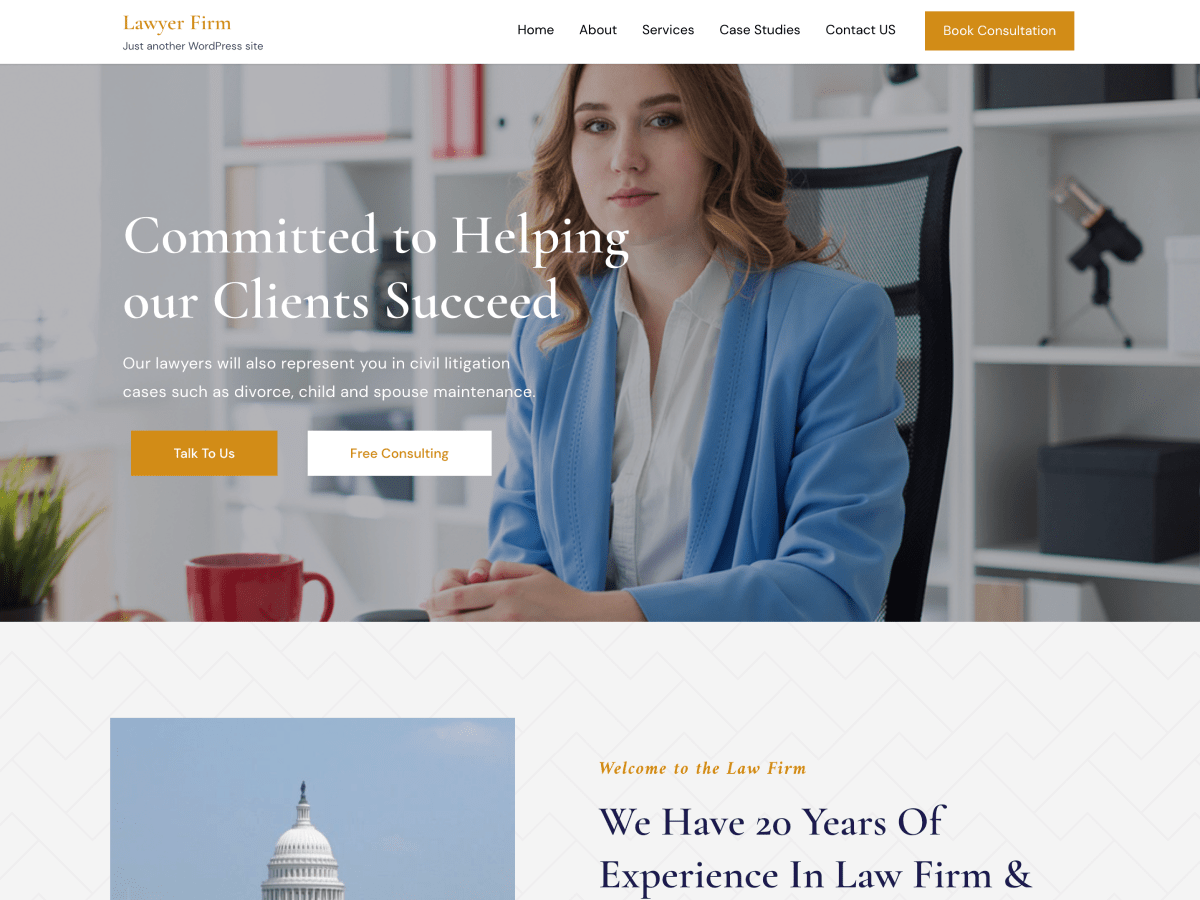 Lawyer Firm
Just another WordPress site
Home
About
Services
Case Studies
Contact US
Book Consultation
Committed to Helping
our Clients Succeed
Our lawyers will also represent you in civil litigation
cases such as divorce, child and spouse maintenance.
Talk To Us
Free Consulting
Welcome to the Law Firm
We Have 20 Years Of
Experience In Law Firm &